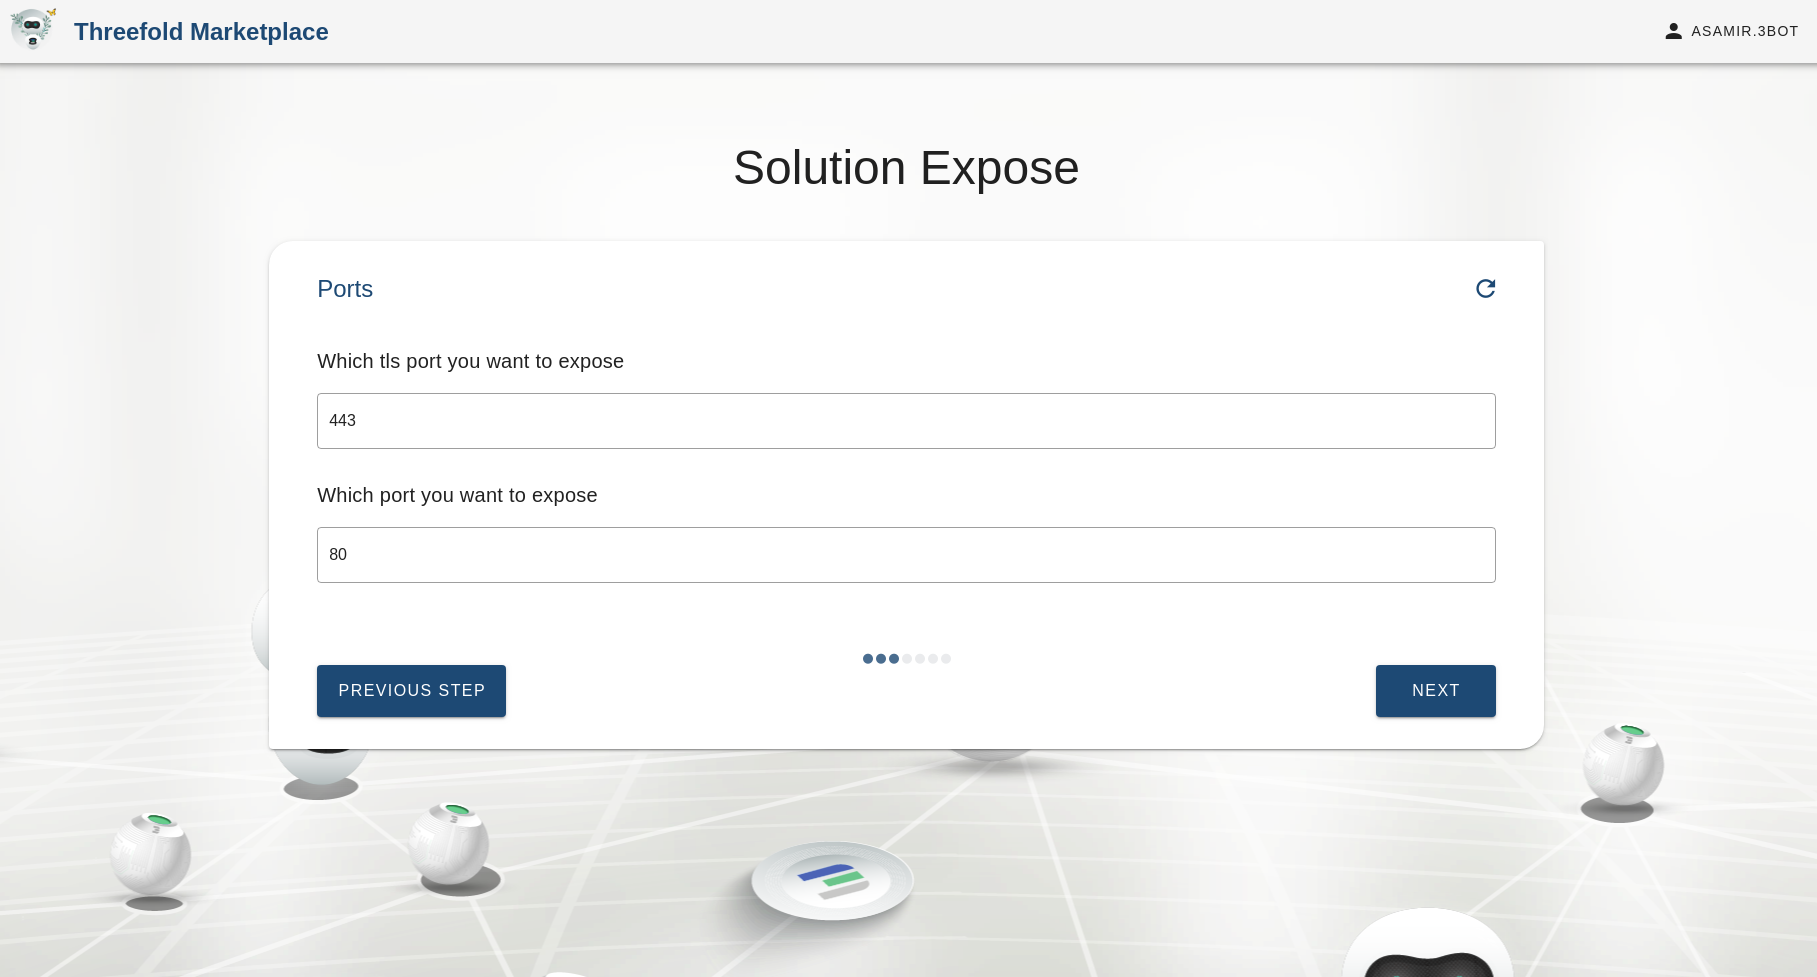 Threefold Marketplace
ASAMIR.3BOT
Solution Expose
Ports
Which tls port you want to expose
443
Which port you want to expose
80
PREVIOUS STEP
NEXT